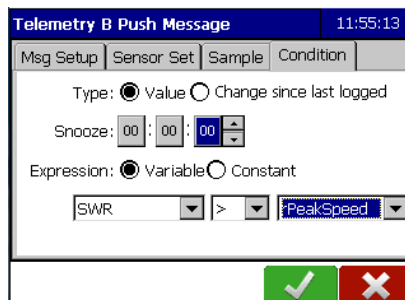 Telemetry B Push Message 11:55:13
Msg Setup Sensor Set Sample Condition
Type: Value Change since last logged
Snooze: 00 : 00 : 00
Expression: Variable Constant
SWR > rPeakSpeed